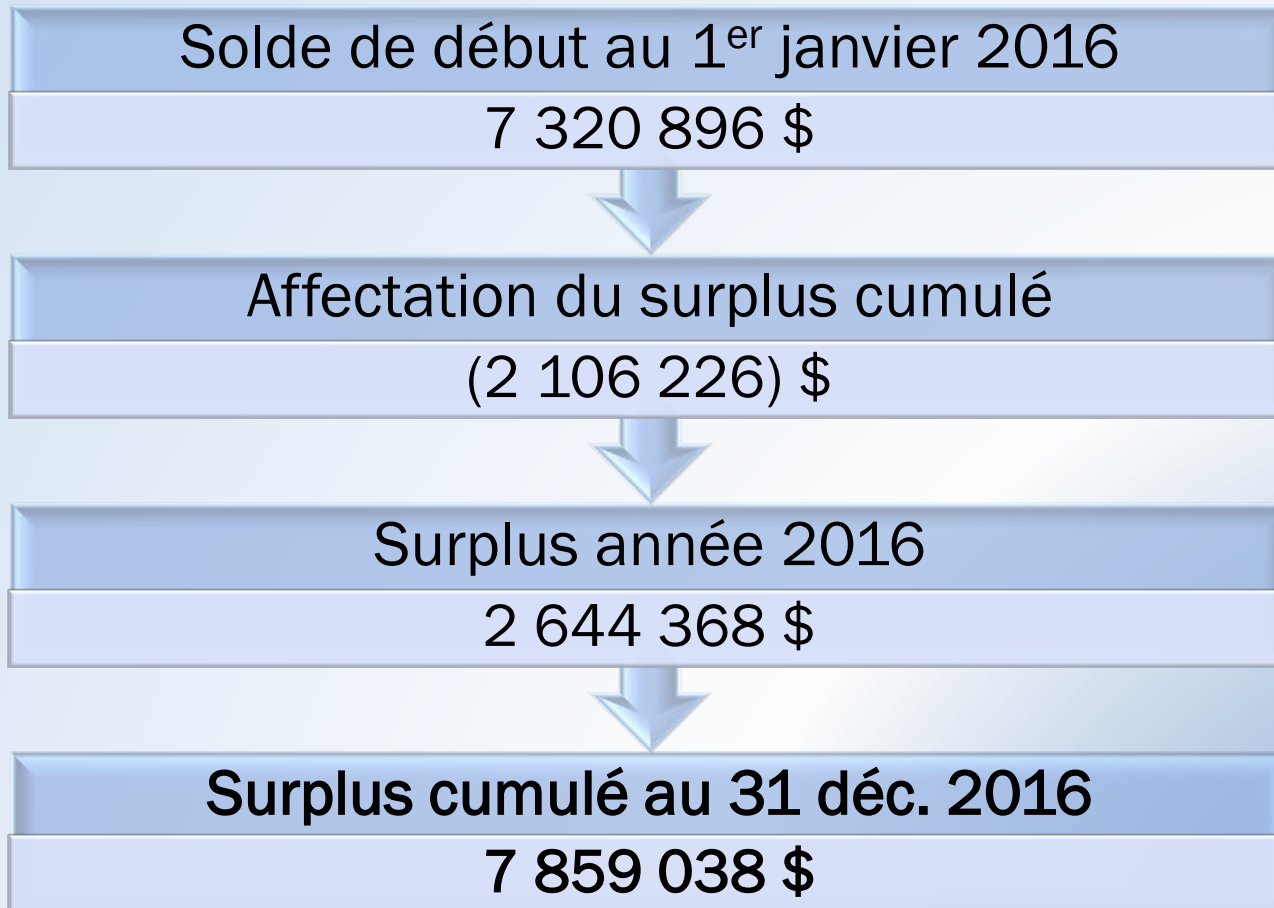 Solde de début au 1er janvier 2016
7 320 896 $
Affectation du surplus cumulé
(2 106 226) $
Surplus année 2016
2 644 368 $
Surplus cumulé au 31 déc. 2016
7 859 038 $